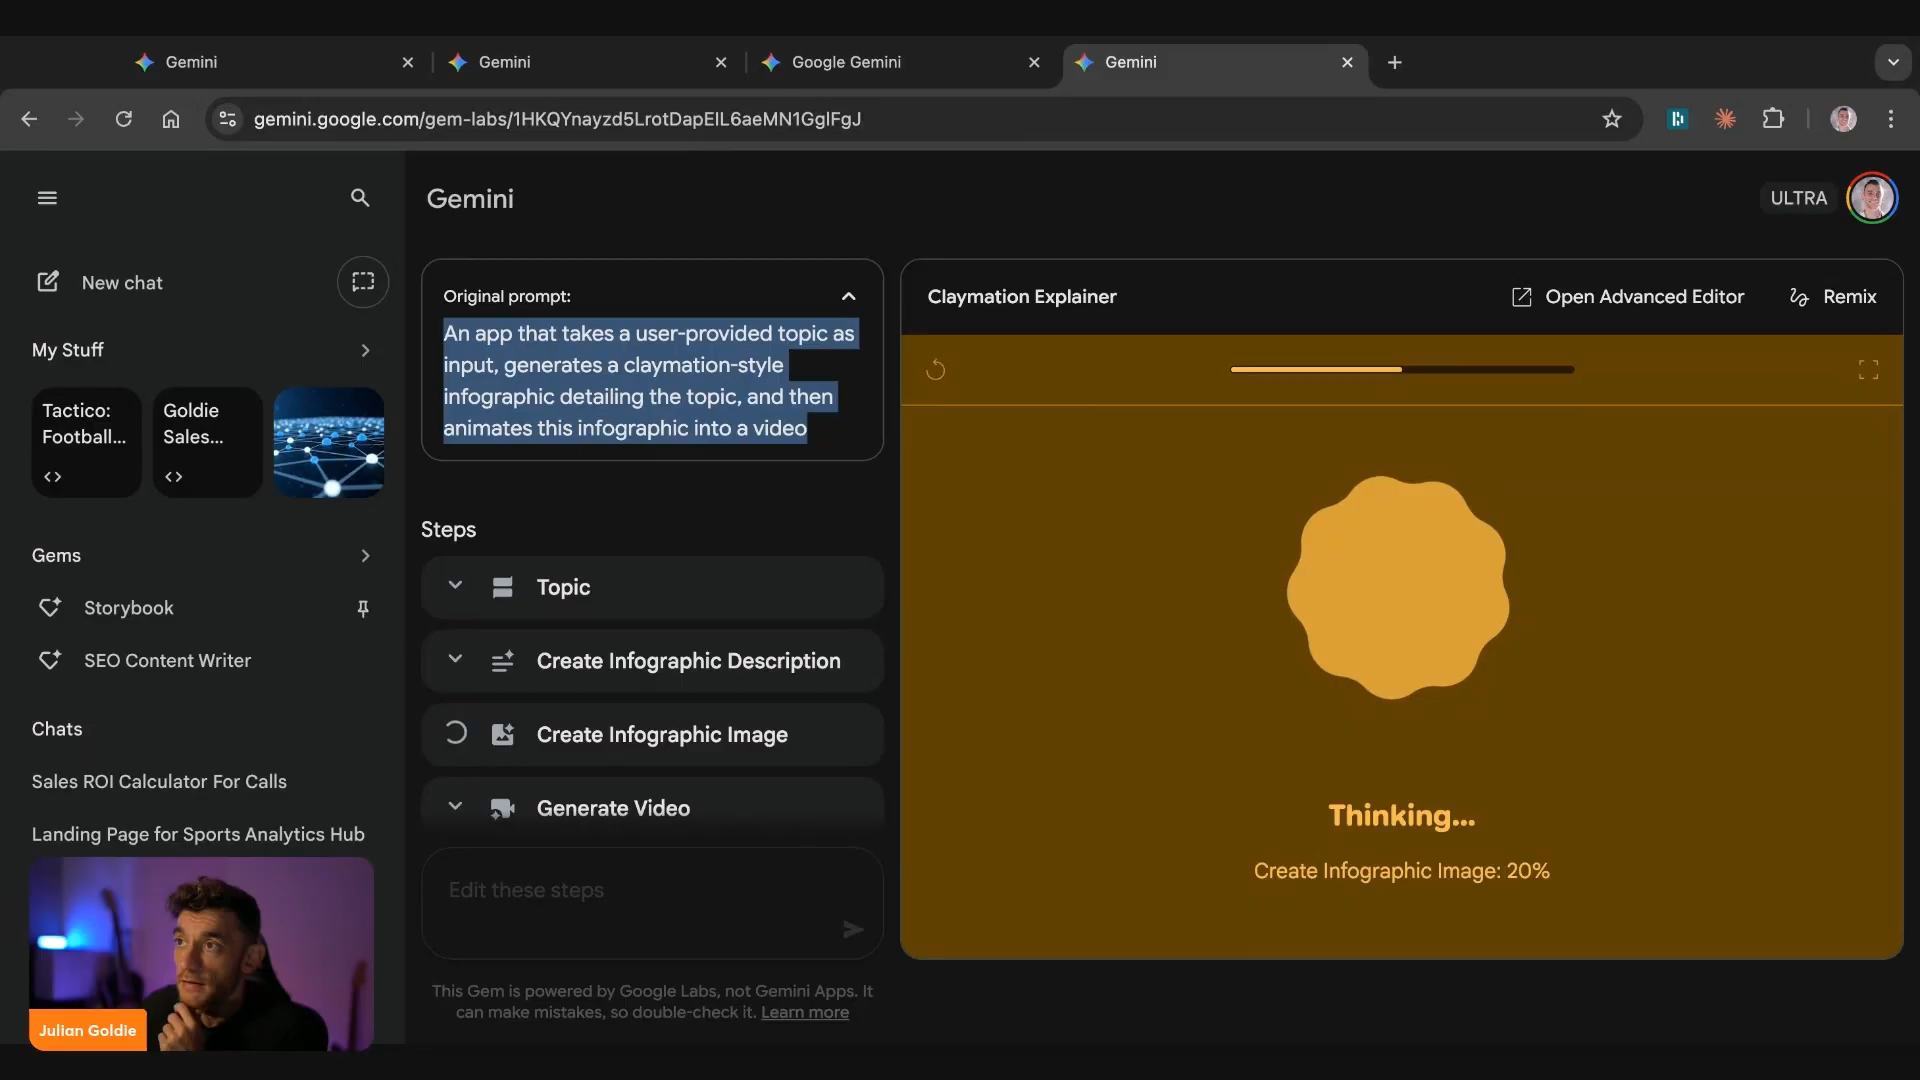 Gemini
Gemini
Google Gemini
Gemini
gemini.google.com/gem-labs/1HKQYnayzd5LrotDapEIL6aeMN1GglFgJ
Gemini
ULTRA
New chat
My Stuff
Tactico:
Football...
Goldie
Sales...
Gems
Storybook
SEO Content Writer
Chats
Sales ROI Calculator For Calls
Landing Page for Sports Analytics Hub
Julian Goldie
Original prompt:
An app that takes a user-provided topic as
input, generates a claymation-style
infographic detailing the topic, and then
animates this infographic into a video
Steps
Topic
Create Infographic Description
Create Infographic Image
Generate Video
Edit these steps
This Gem is powered by Google Labs, not Gemini Apps. It
can make mistakes, so double-check it. Learn more
Claymation Explainer
Open Advanced Editor
Remix
Thinking...
Create Infographic Image: 20%